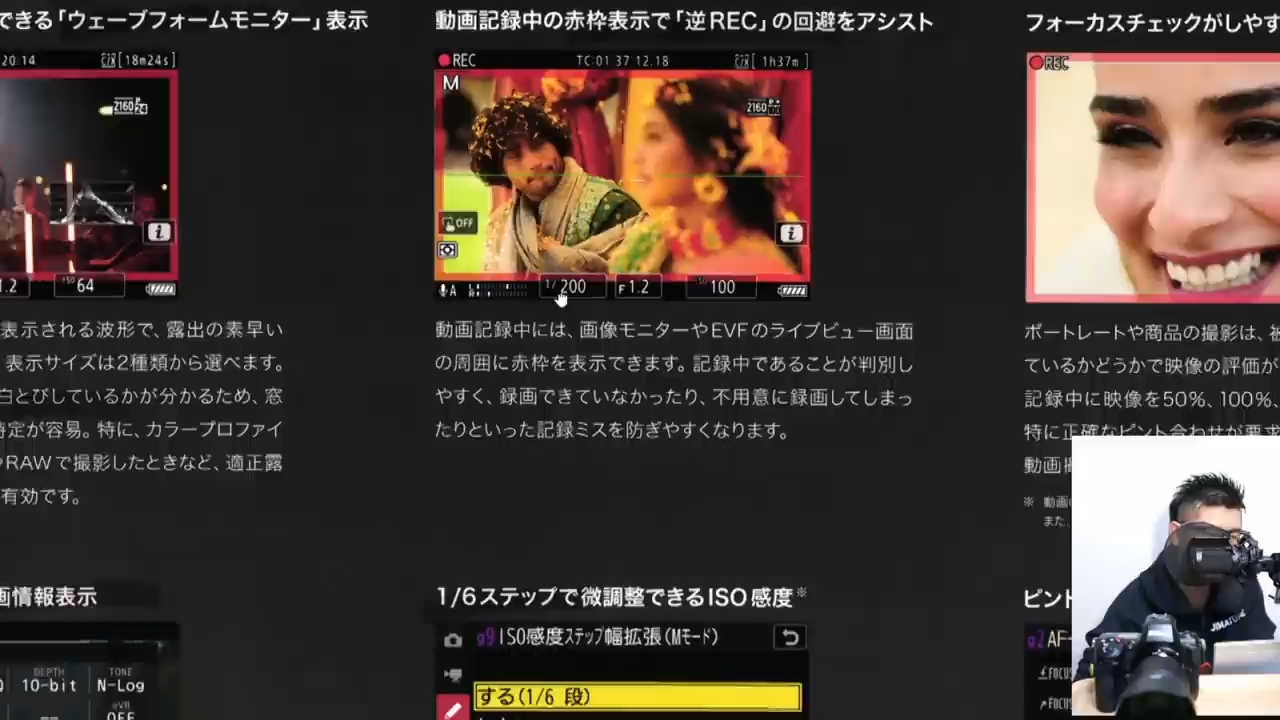 できる「ウェーブフォームモニター」表示
20 14
[18m24s]
2160
i
1.2
ISO 64
表示される波形で、露出の素早い
表示サイズは2種類から選べます。
白とびしているかが分かるため、窓
特定が容易。特に、カラープロファイ
RAWで撮影したときなど、適正露
有効です。
画情報表示
DEPTH
10-bit
TONE
N-Log
eVR
OFF
動画記録中の赤枠表示で「逆REC」の回避をアシスト
REC
TC:01 37 12.18
[ 1h37m ]
M
2160
OFF
i
A
1/200
F1.2
100
動画記録中には、画像モニターやEVFのライブビュー画面
の周囲に赤枠を表示できます。記録中であることが判別し
やすく、録画できていなかったり、不用意に録画してしまっ
たりといった記録ミスを防ぎやすくなります。
1/6ステップで微調整できるISO感度※
g9 ISO感度ステップ幅拡張(Mモード)
する(1/6 段)
フォーカスチェックがしやす
REC
ポートレートや商品の撮影は、被
ているかどうかで映像の評価が
記録中に映像を50%、100%、
特に正確なピント合わせが要求
動画撮
※ 動画
また、
ピント
g2 AF-
FOCUS
FOCUS